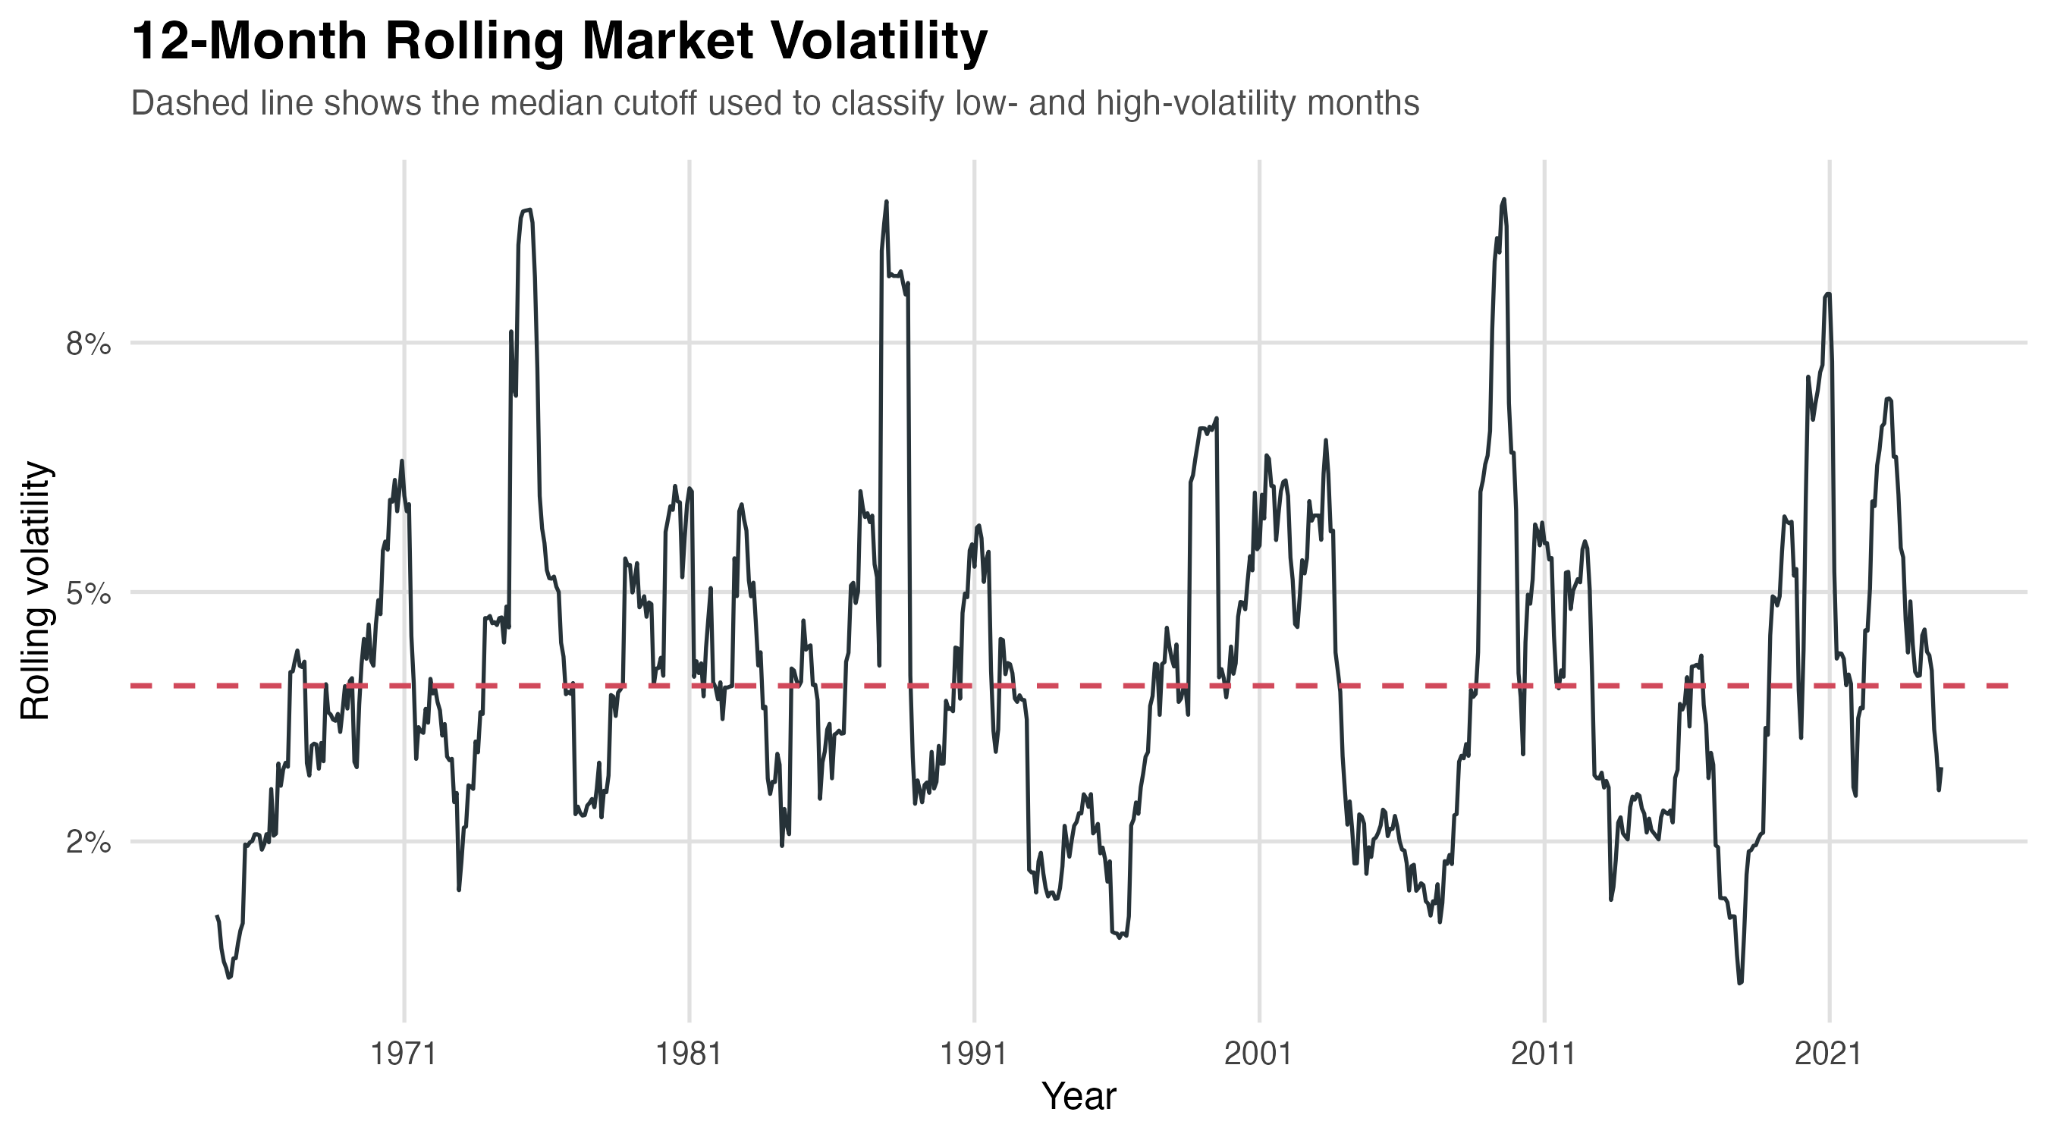 12-Month Rolling Market Volatility
Dashed line shows the median cutoff used to classify low- and high-volatility months
Rolling volatility
8%
5%
2%
1971
1981
1991
2001
2011
2021
Year